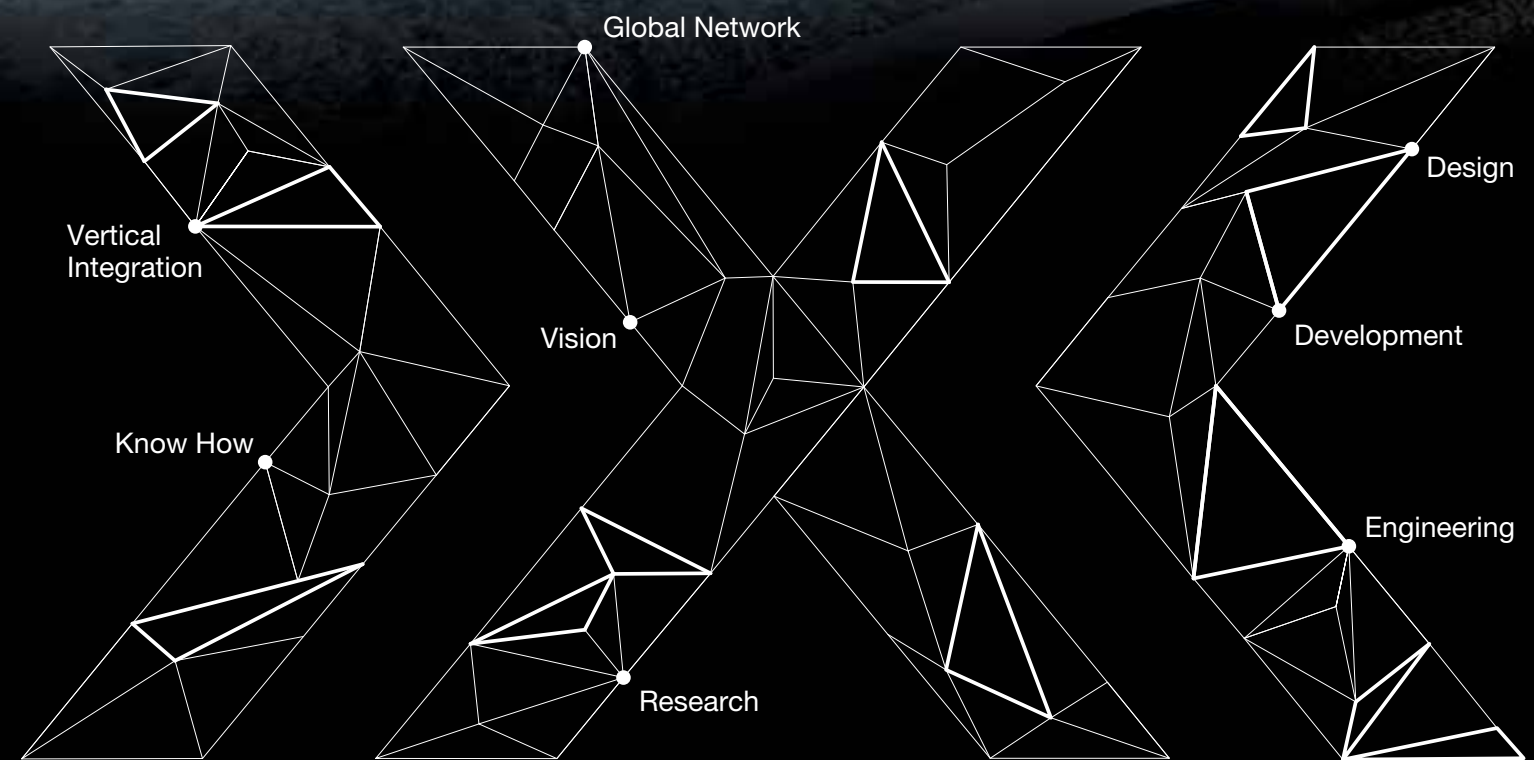 Global Network
Design
Vertical
Integration
Vision
Development
Know How
Engineering
Research